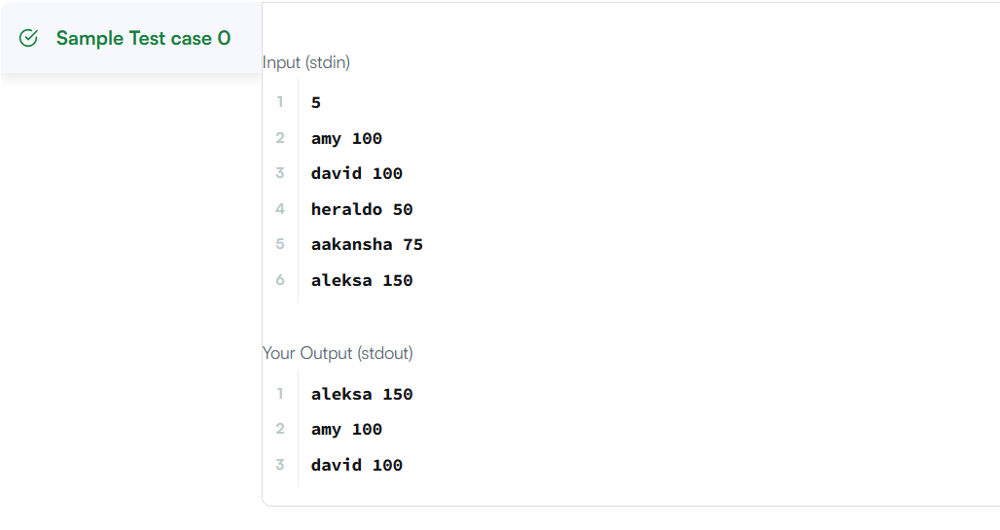 Sample Test case 0
Input (stdin)
1 5
2 amy 100
3 david 100
4 heraldo 50
5 aakansha 75
6 aleksa 150
Your Output (stdout)
1 aleksa 150
2 amy 100
3 david 100